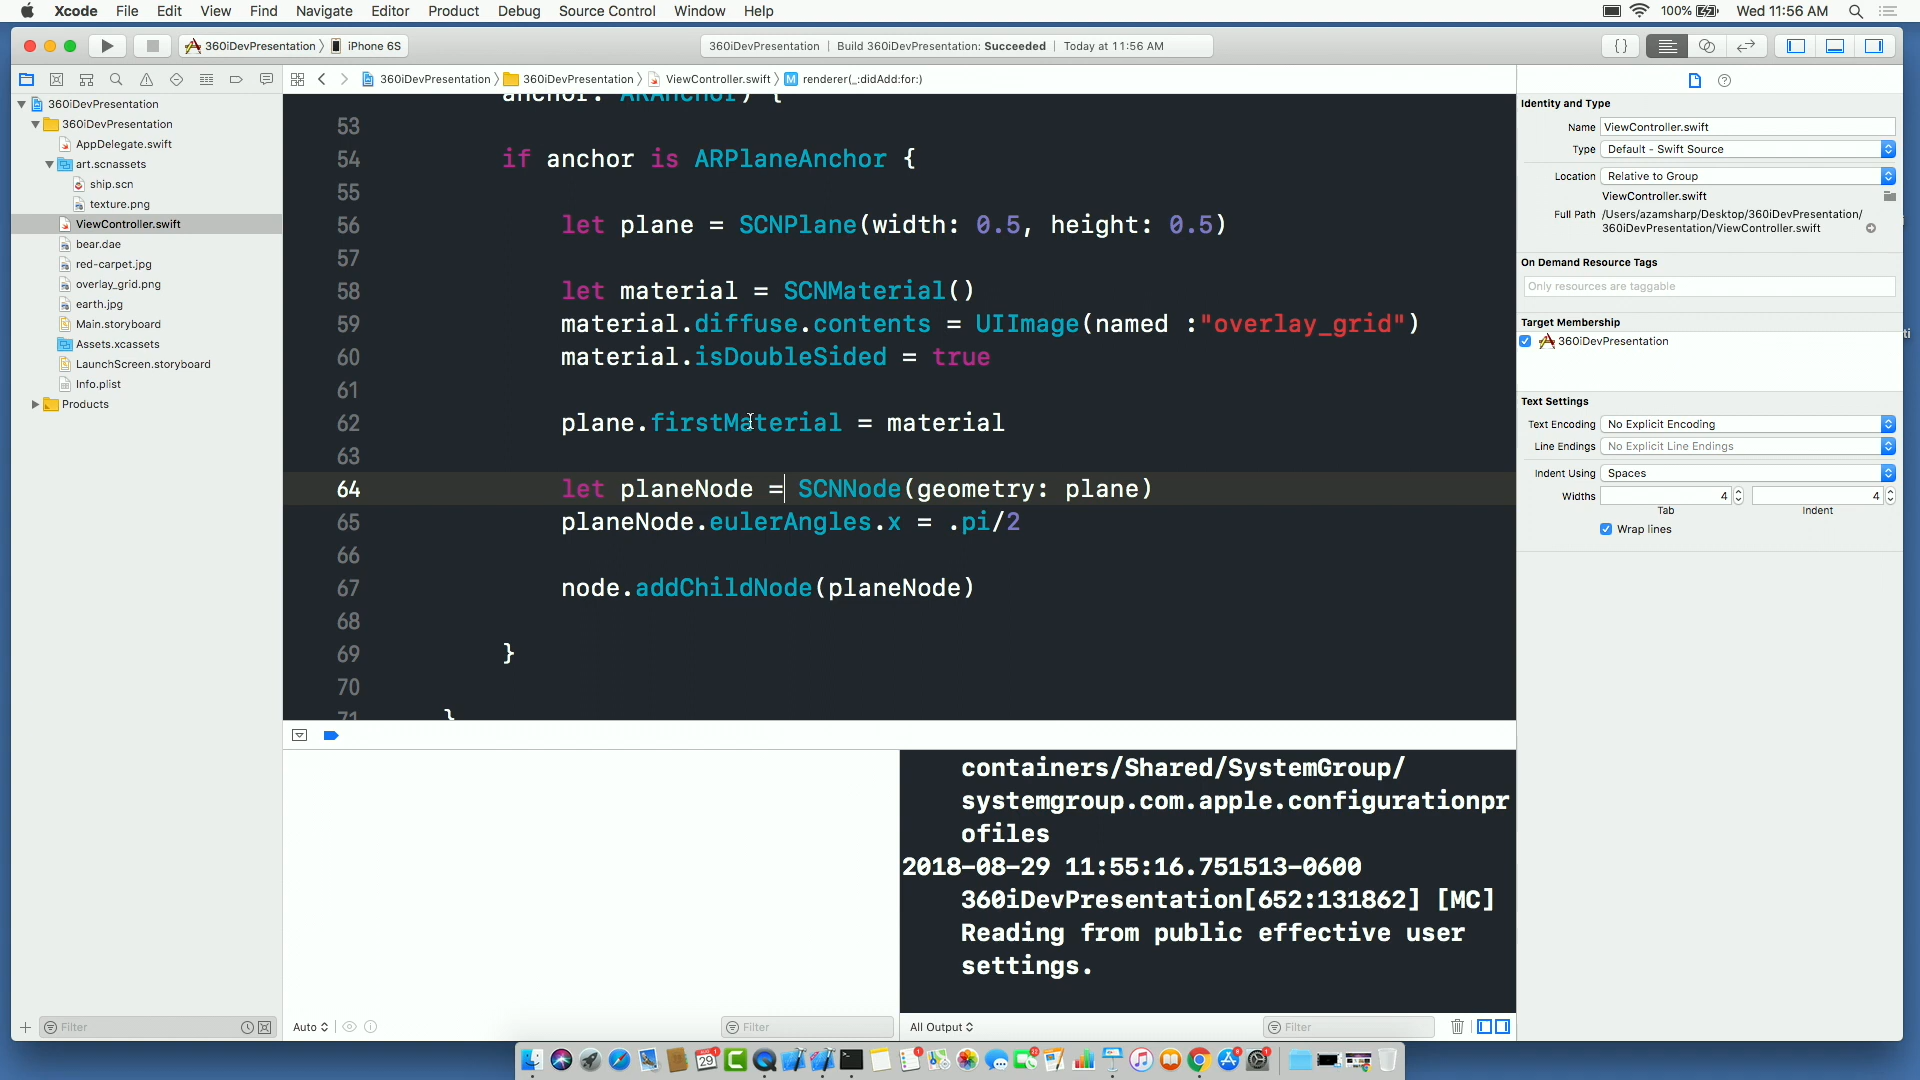 Xcode File Edit View Find Navigate Editor Product Debug Source Control Window Help 100% Wed 11:56 AM
360iDevPresentation iPhone 6S 360iDevPresentation | Build 360iDevPresentation: Succeeded | Today at 11:56 AM {}
360iDevPresentation 360iDevPresentation ViewController.swift M renderer(_:didAdd:for:)
360iDevPresentation
360iDevPresentation
AppDelegate.swift
art.scnassets
ship.scn
texture.png
ViewController.swift
bear.dae
red-carpet.jpg
overlay_grid.png
earth.jpg
Main.storyboard
Assets.xcassets
LaunchScreen.storyboard
Info.plist
Products
Filter
anchor: ARAnchor) {
53
54 if anchor is ARPlaneAnchor {
55
56 let plane = SCNPlane(width: 0.5, height: 0.5)
57
58 let material = SCNMaterial()
59 material.diffuse.contents = UIImage(named :"overlay_grid")
60 material.isDoubleSided = true
61
62 plane.firstMaterial = material
63
64 let planeNode = SCNNode(geometry: plane)
65 planeNode.eulerAngles.x = .pi/2
66
67 node.addChildNode(planeNode)
68
69 }
70
71 }
Auto Filter
containers/Shared/SystemGroup/
systemgroup.com.apple.configurationpr
ofiles
2018-08-29 11:55:16.751513-0600
360iDevPresentation[652:131862] [MC]
Reading from public effective user
settings.
All Output Filter
Identity and Type
Name ViewController.swift
Type Default - Swift Source
Location Relative to Group
ViewController.swift
Full Path /Users/azamsharp/Desktop/360iDevPresentation/
360iDevPresentation/ViewController.swift
On Demand Resource Tags
Only resources are taggable
Target Membership
360iDevPresentation
Text Settings
Text Encoding No Explicit Encoding
Line Endings No Explicit Line Endings
Indent Using Spaces
Widths 4 4
Tab Indent
Wrap lines
29